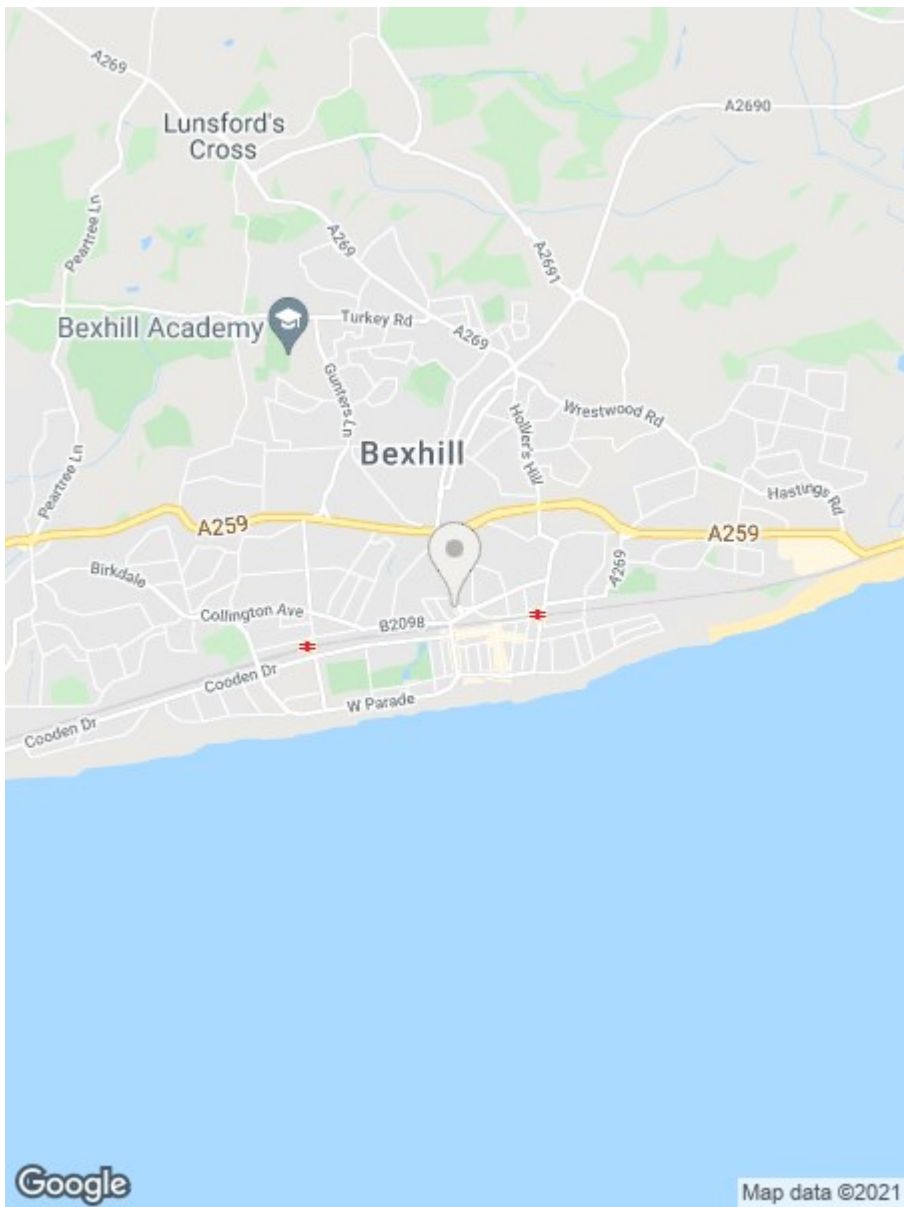 A269
A2690
Lunsford's
Cross
Peartree Ln
A269
A2691
Bexhill Academy
Turkey Rd
A269
Gunters Ln
Holliers Hill
Wrestwood Rd
Bexhill
Peartree Ln
Hastings Rd
A259
A259
Birkdale
A269
Collington Ave
B2098
Cooden Dr
W Parade
Cooden Dr
Google
Map data ©2021